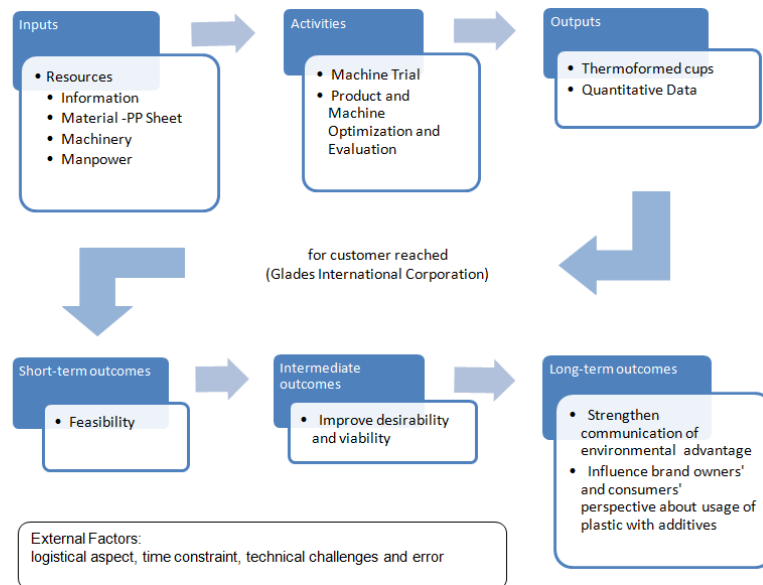 Inputs
• Resources
• Information
• Material -PP Sheet
• Machinery
• Manpower
Activities
• Machine Trial
• Product and
Machine
Optimization and
Evaluation
Outputs
• Thermoformed cups
• Quantitative Data
for customer reached
(Glades International Corporation)
Short-term outcomes
• Feasibility
Intermediate
outcomes
• Improve desirability
and viability
Long-term outcomes
• Strengthen
communication of
environmental advantage
• Influence brand owners'
and consumers'
perspective about usage of
plastic with additives
External Factors:
logistical aspect, time constraint, technical challenges and error